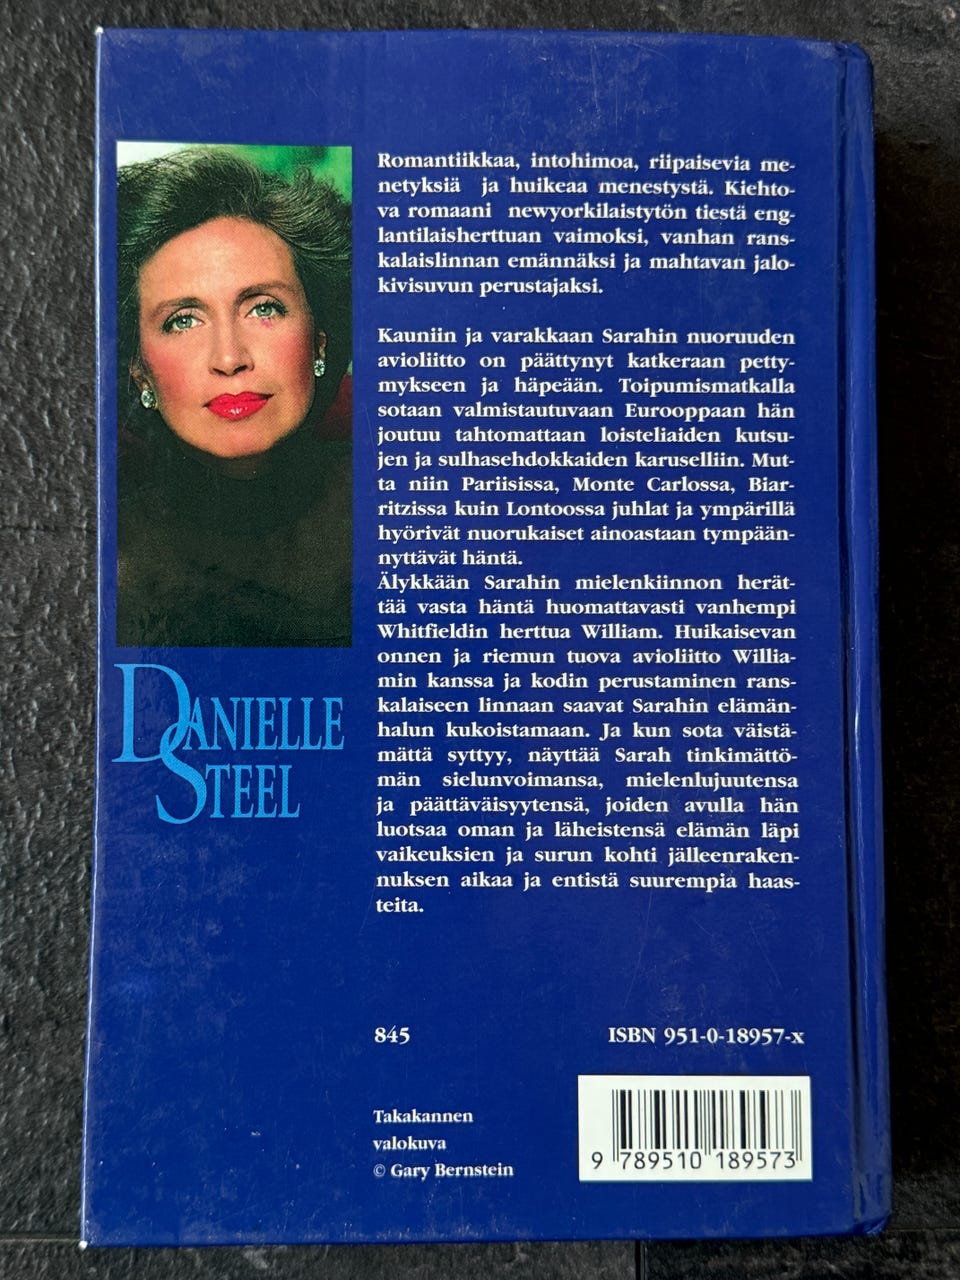 Romantiikkaa, intohimoa, riipaisevia me-
netyksiä ja huikeaa menestystä. Kiehto-
va romaani newyorkilaistytön tiestä eng-
lantilaisherttuan vaimoksi, vanhan rans-
kalaislinnan emännäksi ja mahtavan jalo-
kivisuvun perustajaksi.
Kauniin ja varakkaan Sarahin nuoruuden
avioliitto on päättynyt katkeraan petty-
mykseen ja häpeään. Toipumismatkalla
sotaan valmistautuvaan Eurooppaan hän
joutuu tahtomattaan loisteliaiden kutsu-
jen ja sulhasehdokkaiden karuselliin. Mut-
ta niin Pariisissa, Monte Carlossa, Biar-
ritzissa kuin Lontoossa juhlat ja ympärillä
hyörivät nuorukaiset ainoastaan tympään-
nyttävät häntä.
Älykkään Sarahin mielenkiinnon herät-
tää vasta häntä huomattavasti vanhempi
Whitfieldin herttua William. Huikaisevan
onnen ja riemun tuova avioliitto Willia-
min kanssa ja kodin perustaminen rans-
kalaiseen linnaan saavat Sarahin elämän-
halun kukoistamaan. Ja kun sota väistä-
mättä syttyy, näyttää Sarah tinkimättö-
män sielunvoimansa, mielenlujuutensa
ja päättäväisyytensä, joiden avulla hän
luotsaa oman ja läheistensä elämän läpi
vaikeuksien ja surun kohti jälleenraken-
nuksen aikaa ja entistä suurempia haas-
teita.
DANIELLE
STEEL
845
ISBN 951-0-18957-x
Takakannen
valokuva
© Gary Bernstein
9 789510 189573